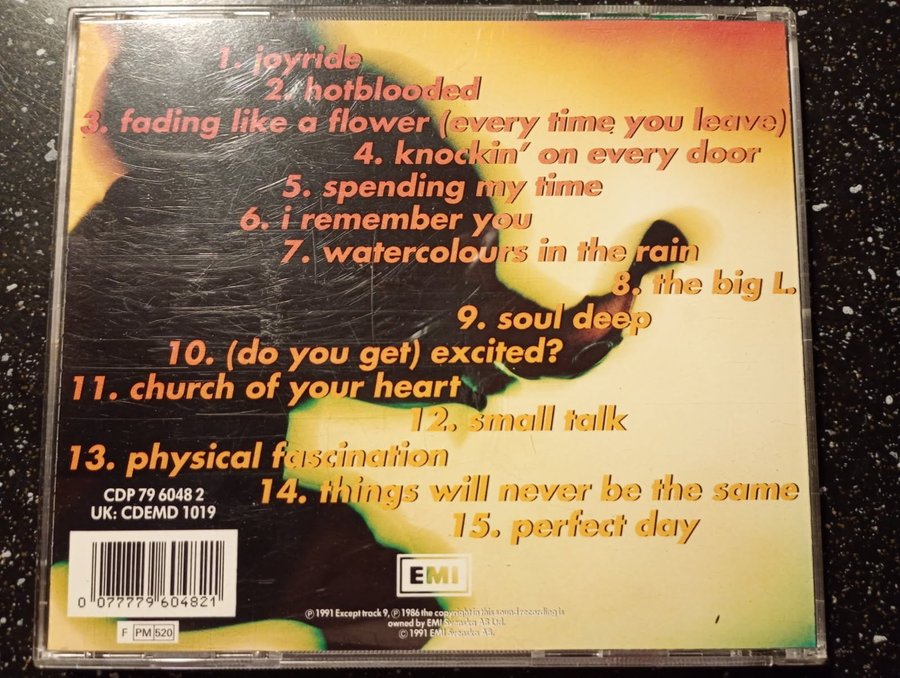 1. joyride
2. hotblooded
3. fading like a flower (every time you leave)
4. knockin' on every door
5. spending my time
6. i remember you
7. watercolours in the rain
8. the big L.
9. soul deep
10. (do you get) excited?
11. church of your heart
12. small talk
13. physical fascination
14. things will never be the same
15. perfect day
CDP 79 6048 2
UK: CDEMD 1019
0 077779 604821
F PM 520
EMI
℗ 1991 Except track 9, ℗ 1986 the copyright in this sound recording is
owned by EMI Svenska AB Ltd.
© 1991 EMI Svenska AB.